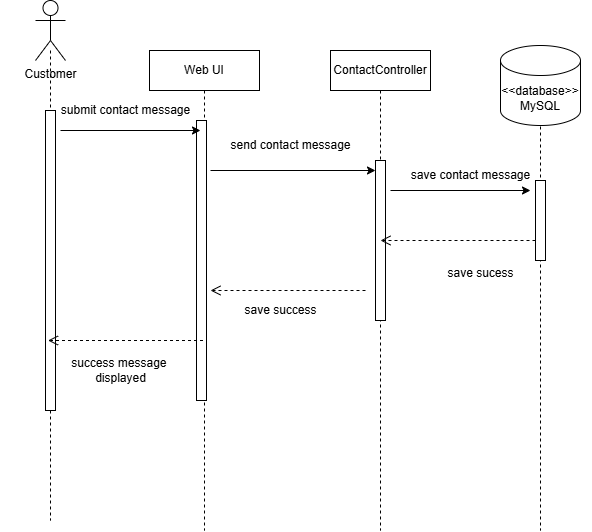 Customer
Web UI
ContactController
<<database>>
MySQL
submit contact message
send contact message
save contact message
save sucess
save success
success message
displayed